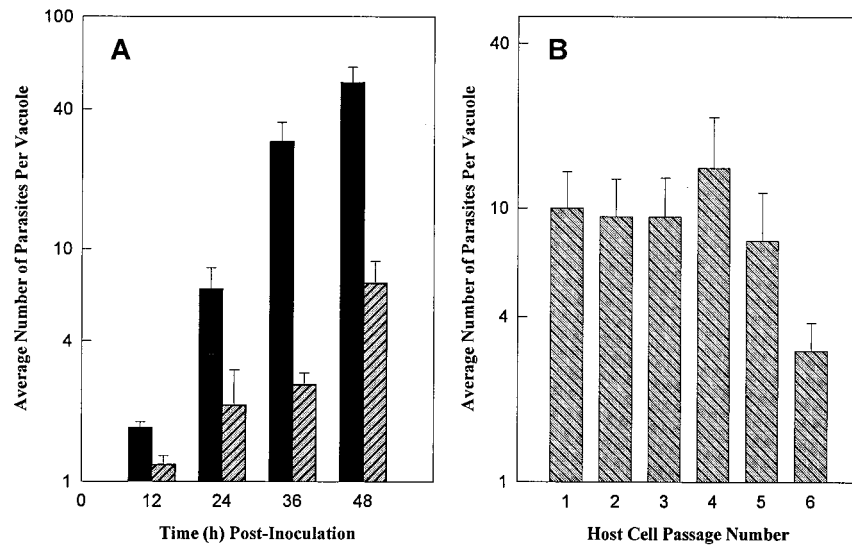 A
Average Number of Parasites Per Vacuole
100
40
10
4
1
0 12 24 36 48
Time (h) Post-Inoculation
B
Average Number of Parasites Per Vacuole
40
10
4
1
1 2 3 4 5 6
Host Cell Passage Number